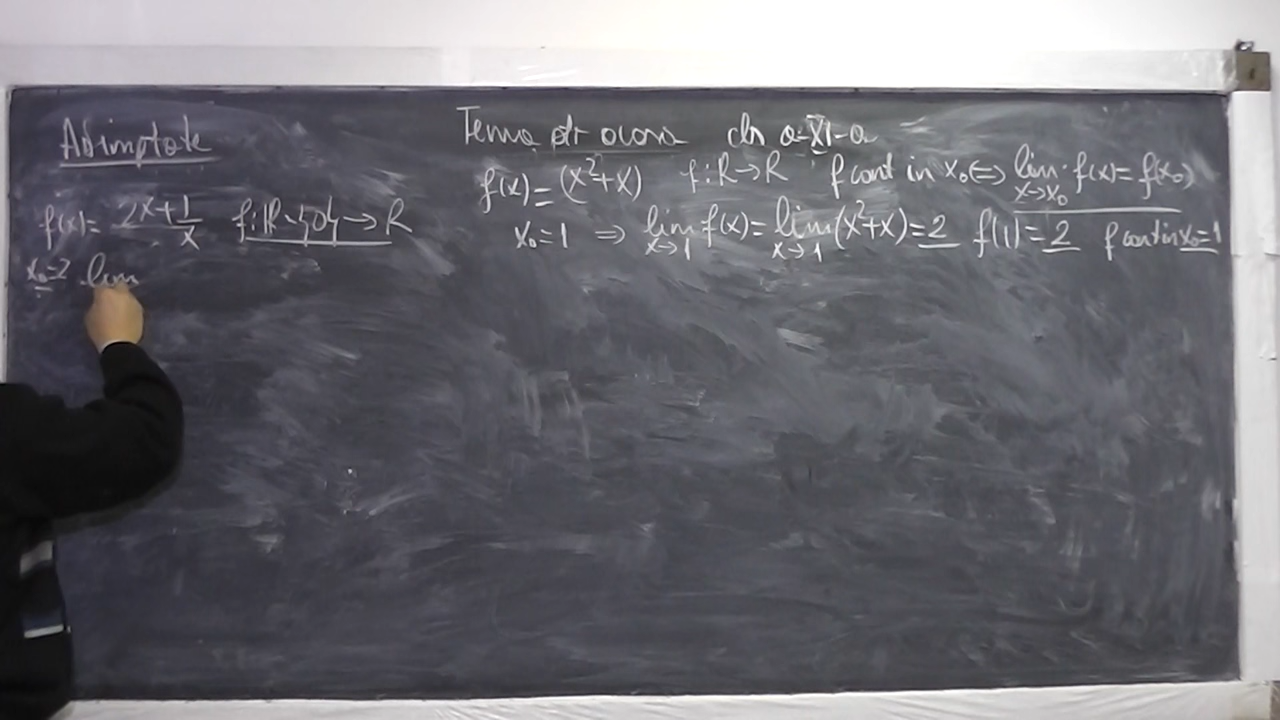 Asimptote
f(x)= 2x+1/x f:R-{0}→R
x₀=2 lim
Tema de acasa cls a-XI-a
f(x)=(x²+x) f:R→R f cont in x₀⇔ lim x→x₀ f(x)=f(x₀)
x₀=1 ⇒ lim x→1 f(x)= lim x→1 (x²+x)=2 f(1)=2 f contin x₀=1